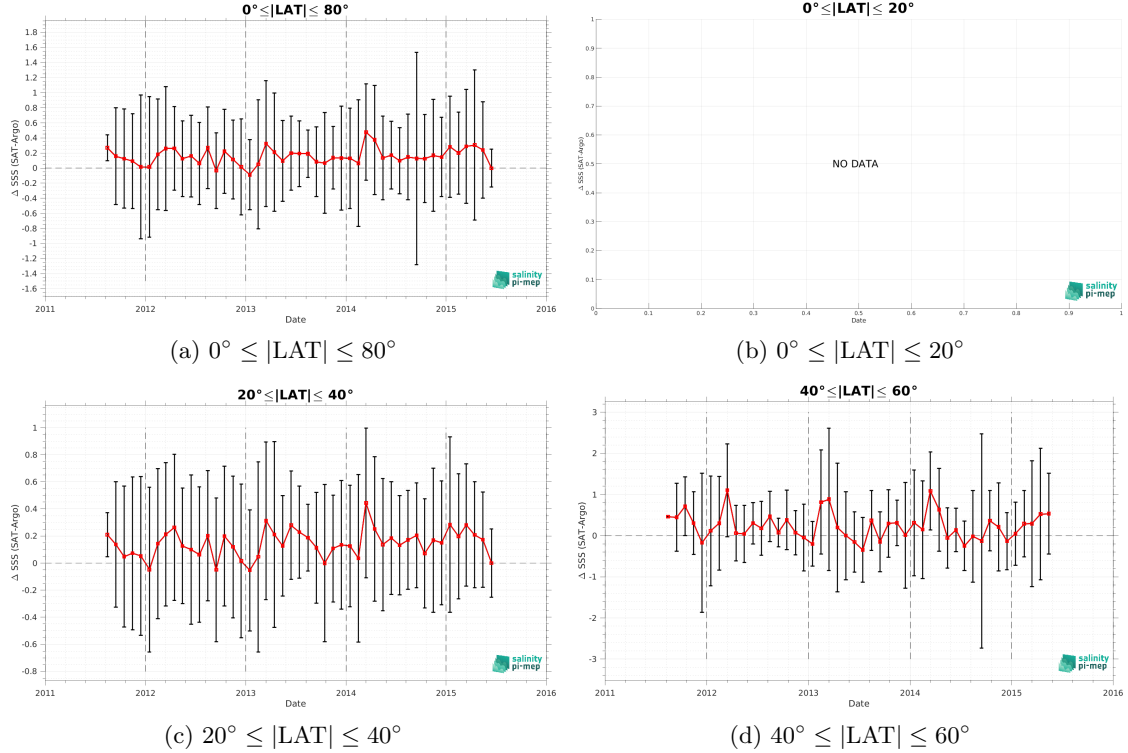 0°≤|LAT|≤ 80°
Δ SSS (SAT-Argo)
1.8
1.6
1.4
1.2
1
0.8
0.6
0.4
0.2
0
-0.2
-0.4
-0.6
-0.8
-1
-1.2
-1.4
-1.6
2011 2012 2013 2014 2015 2016
Date
salinity
pi-mep
(a) 0° ≤ |LAT| ≤ 80°
0°≤|LAT|≤ 20°
Δ SSS (SAT-Argo)
1
0.9
0.8
0.7
0.6
0.5
0.4
0.3
0.2
0.1
0
NO DATA
0 0.1 0.2 0.3 0.4 0.5 0.6 0.7 0.8 0.9 1
Date
salinity
pi-mep
(b) 0° ≤ |LAT| ≤ 20°
20°≤|LAT|≤ 40°
Δ SSS (SAT-Argo)
1
0.8
0.6
0.4
0.2
0
-0.2
-0.4
-0.6
-0.8
2011 2012 2013 2014 2015 2016
Date
salinity
pi-mep
(c) 20° ≤ |LAT| ≤ 40°
40°≤|LAT|≤ 60°
Δ SSS (SAT-Argo)
3
2
1
0
-1
-2
-3
2011 2012 2013 2014 2015 2016
Date
salinity
pi-mep
(d) 40° ≤ |LAT| ≤ 60°